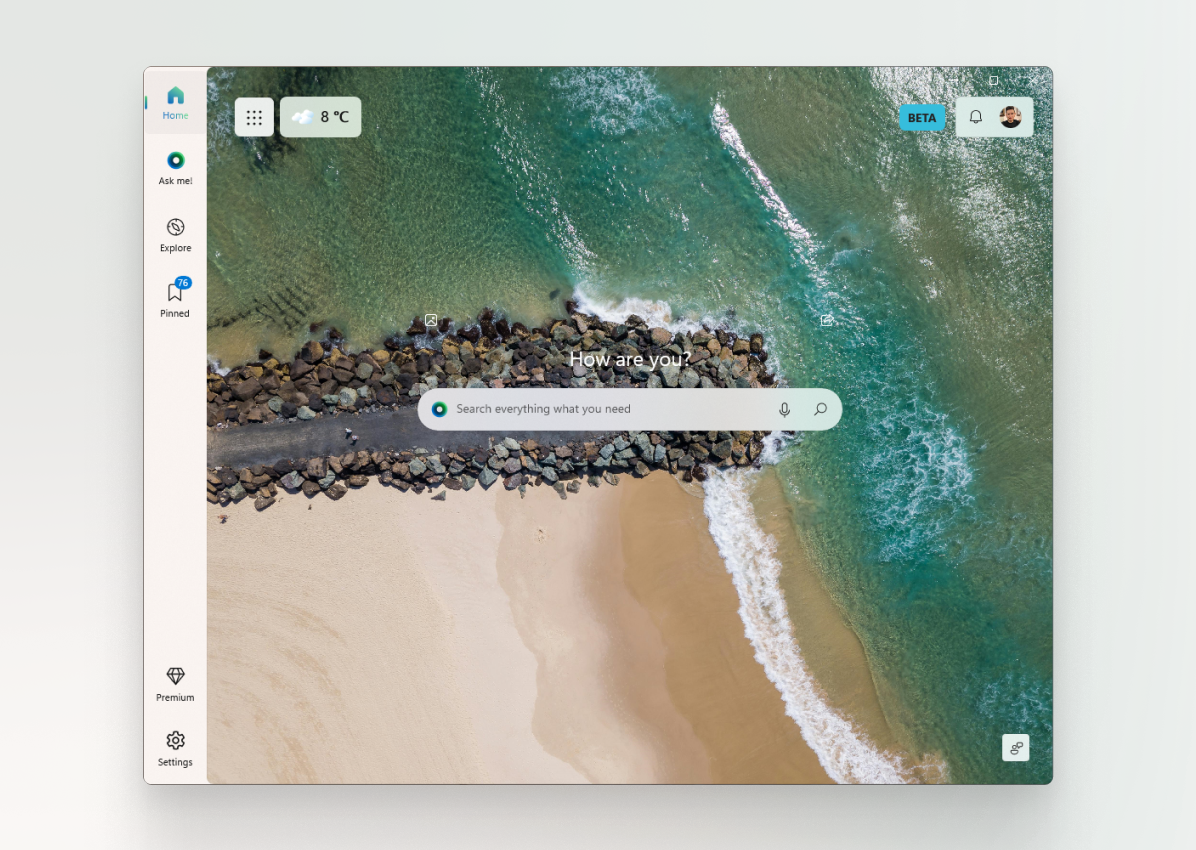 Home
Ask me!
Explore
76
Pinned
Premium
Settings
8 °C
BETA
How are you?
Search everything what you need